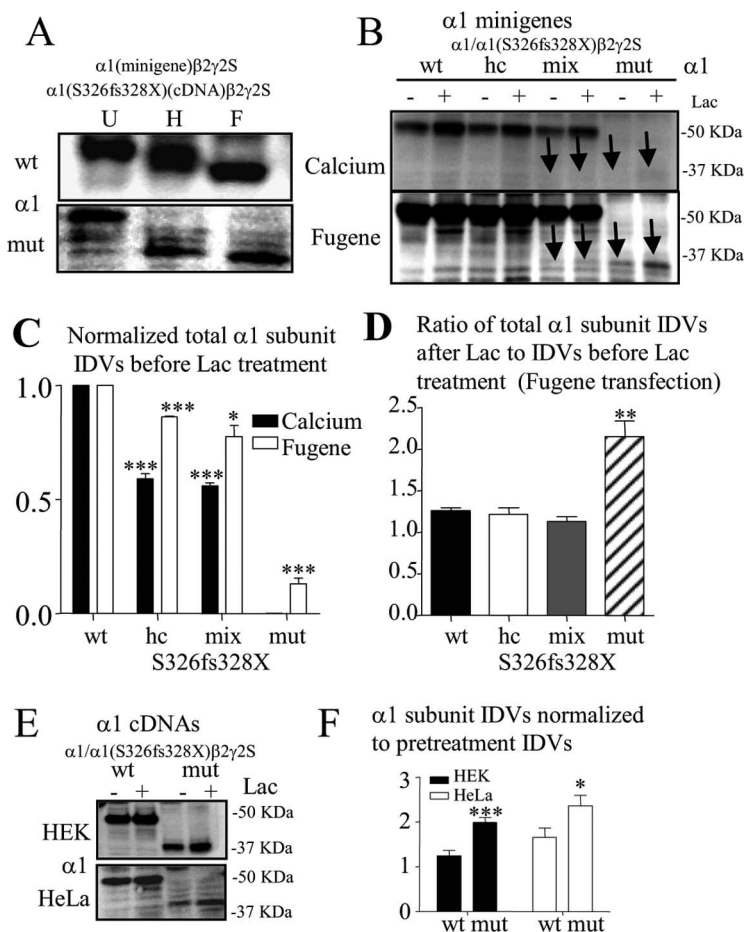 A
α1(minigene)β2γ2S
α1(S326fs328X)(cDNA)β2γ2S
U H F
wt
α1
mut
B
α1 minigenes
α1/α1(S326fs328X)β2γ2S
wt hc mix mut α1
- + - + - + - + Lac
Calcium
-50 KDa
-37 KDa
Fugene
-50 KDa
-37 KDa
C
Normalized total α1 subunit
IDVs before Lac treatment
1.0
0.5
0.0
***
***
***
*
***
Calcium
Fugene
wt hc mix mut
S326fs328X
D
Ratio of total α1 subunit IDVs
after Lac to IDVs before Lac
treatment (Fugene transfection)
2.5
2.0
1.5
1.0
0.5
0.0
**
wt hc mix mut
S326fs328X
E
α1 cDNAs
α1/α1(S326fs328X)β2γ2S
wt mut
- + - + Lac
HEK
-50 KDa
-37 KDa
α1
HeLa
-50 KDa
-37 KDa
F
α1 subunit IDVs normalized
to pretreatment IDVs
3
2
1
0
HEK
HeLa
***
*
wt mut wt mut